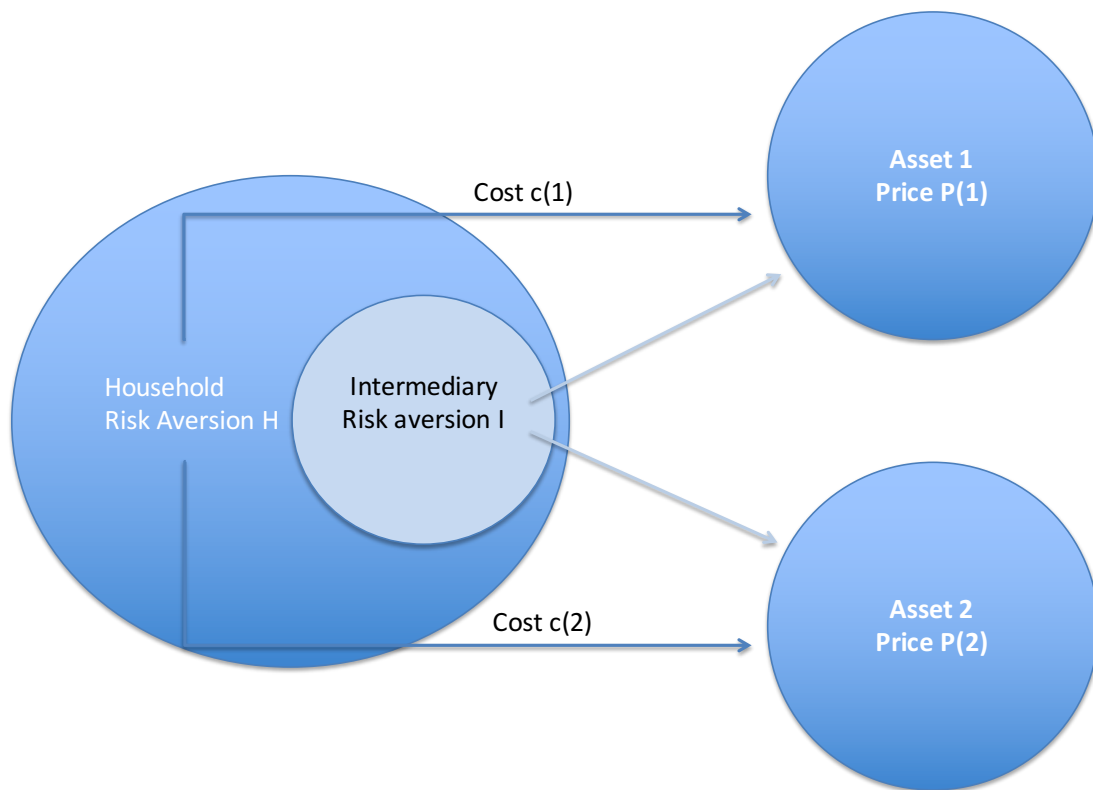 Asset 1
Price P(1)
Cost c(1)
Household
Risk Aversion H
Intermediary
Risk aversion I
Cost c(2)
Asset 2
Price P(2)